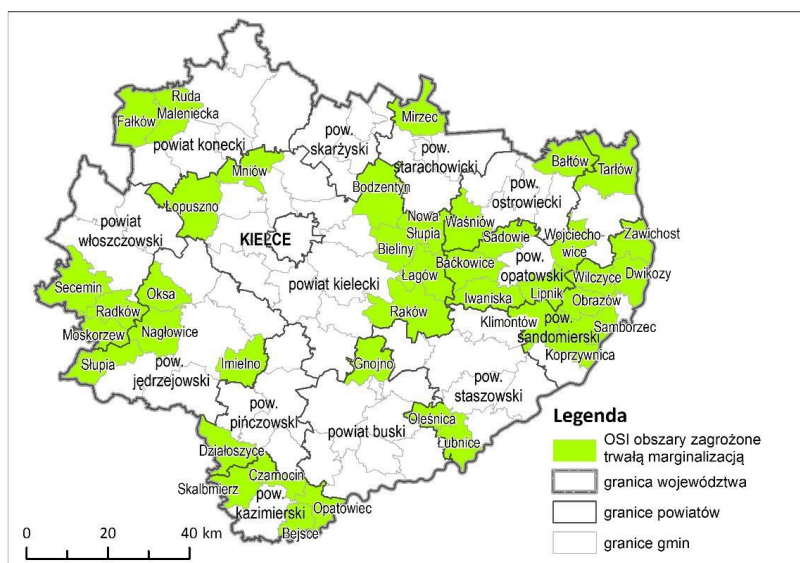 Ruda
Maleniecka
Fałków
powiat konecki
pow.
skarżyski
Mirzec
pow.
starachowicki
Bałtów
Tarłów
Mniów
Bodzentyn
pow.
ostrowiecki
Łopuszno
powiat
włoszczowski
KIELCE
Nowa
Słupia
Waśniów
Sadowie
Wojciecho-
wice
Zawichost
Bieliny
Baćkowice
pow.
opatowski
Wilczyce
Dwikozy
Łagów
powiat kielecki
Secemin
Oksa
Iwaniska
Lipnik
Obrazów
Radków
Raków
Klimontów
pow.
sandomierski
Samborzec
Moskorzew
Nagłowice
Koprzywnica
Słupia
pow.
jędrzejowski
Imielno
Gnojno
pow.
staszowski
pow.
pińczowski
powiat buski
Oleśnica
Łubnice
Działoszyce
Czarnocin
Skalbmierz
pow.
kazimierski
Opatowiec
Bejsce
Legenda
OSI obszary zagrożone
trwałą marginalizacją
granica województwa
granice powiatów
granice gmin
0 20 40 km